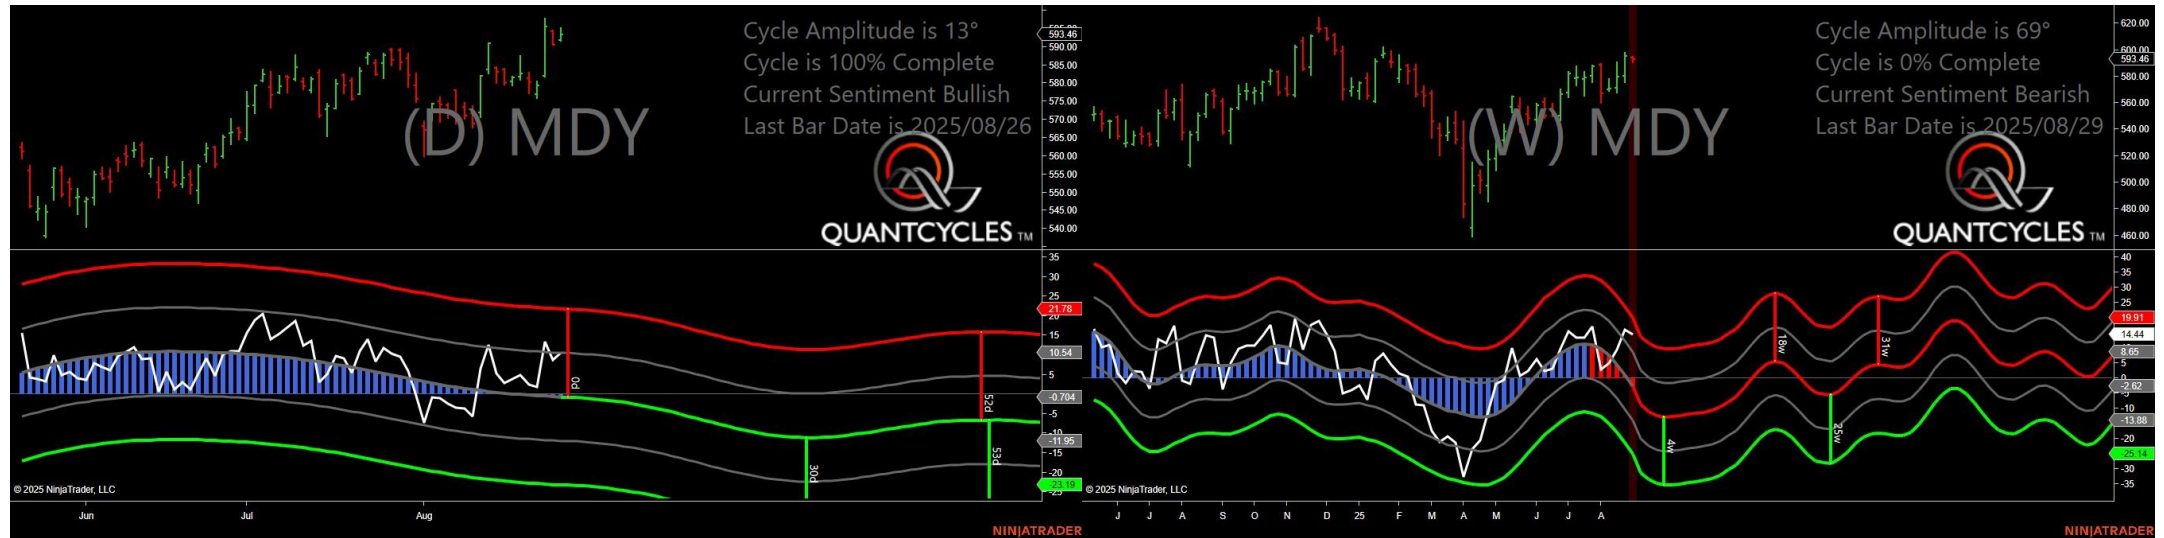 Cycle Amplitude is 13°
Cycle is 100% Complete
Current Sentiment Bullish
Last Bar Date is 2025/08/26
(D) MDY
QUANTCYCLES TM
593.46
590.00
585.00
580.00
575.00
570.00
565.00
560.00
555.00
550.00
545.00
540.00
35
30
25
21.78
20
15
10.54
5
-0.704
-5
-10
-11.95
-15
-20
-23.19
-25
0d
30d
52d
53d
© 2025 NinjaTrader, LLC
Jun Jul Aug
NINJATRADER
Cycle Amplitude is 69°
Cycle is 0% Complete
Current Sentiment Bearish
Last Bar Date is 2025/08/29
(W) MDY
QUANTCYCLES TM
620.00
600.00
593.46
580.00
560.00
540.00
520.00
500.00
480.00
460.00
40
35
30
25
19.91
14.44
8.65
5
0
-2.62
-5
-10
-13.88
-20
-25.14
-30
-35
4w
18w
25w
31w
© 2025 NinjaTrader, LLC
J J A S O N D 25 F M A M J J A
NINJATRADER